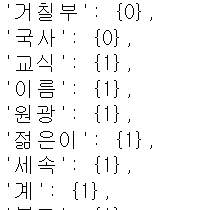 '거칠부': {0},
'국사': {0},
'교식': {1},
'이름': {1},
'원광': {1},
'젊은이': {1},
'세속': {1},
'계': {1},